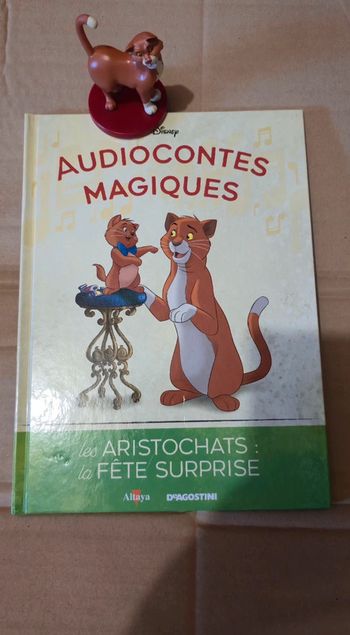 Disney
AUDIOCONTES
MAGIQUES
les ARISTOCHATS :
la FÊTE SURPRISE
Altaya DeAGOSTINI